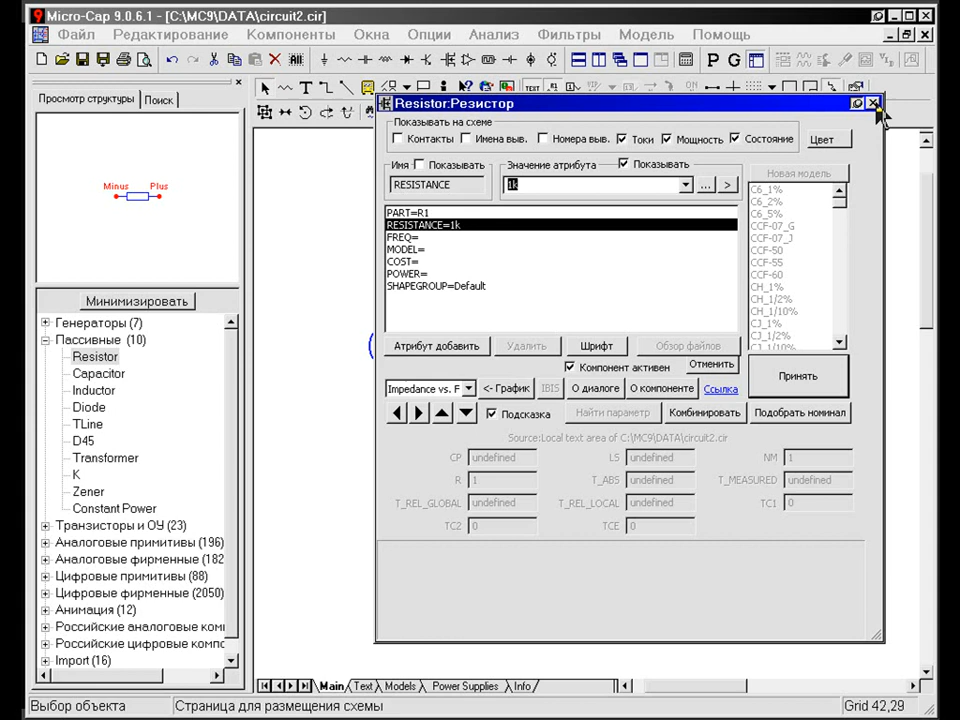 Micro-Cap 9.0.6.1 - [C:\MC9\DATA\circuit2.cir]
Файл Редактирование Компоненты Окна Опции Анализ Фильтры Модель Помощь
Просмотр структуры Поиск
Minus Plus
Минимизировать
Генераторы (7)
Пассивные (10)
Resistor
Capacitor
Inductor
Diode
TLine
D45
Transformer
K
Zener
Constant Power
Транзисторы и ОУ (23)
Аналоговые примитивы (196)
Аналоговые фирменные (182
Цифровые примитивы (88)
Цифровые фирменные (2050)
Анимация (12)
Российские аналоговые ком
Российские цифровые компо
Import (16)
Resistor:Резистор
Показывать на схеме
Контакты Имена выв. Номера выв. Токи Мощность Состояние Цвет
Имя Показывать Значение атрибута Показывать
RESISTANCE 1k ... >
Новая модель
PART=R1
RESISTANCE=1k
FREQ=
MODEL=
COST=
POWER=
SHAPEGROUP=Default
C6_1%
C6_2%
C6_5%
CCF-07_G
CCF-07_J
CCF-50
CCF-55
CCF-60
CH_1%
CH_1/2%
CH_1/10%
CJ_1%
CJ_1/2%
CJ_1/10%
Атрибут добавить Удалить Шрифт Обзор файлов
Компонент активен Отменить Принять
Impedance vs. F <- График IBIS О диалоге О компоненте Ссылка
Подсказка Найти параметр Комбинировать Подобрать номинал
Source:Local text area of C:\MC9\DATA\circuit2.cir
CP undefined LS undefined NM 1
R 1 T_ABS undefined T_MEASURED undefined
T_REL_GLOBAL undefined T_REL_LOCAL undefined TC1 0
TC2 0 TCE 0
Main Text Models Power Supplies Info
Выбор объекта Страница для размещения схемы Grid 42,29